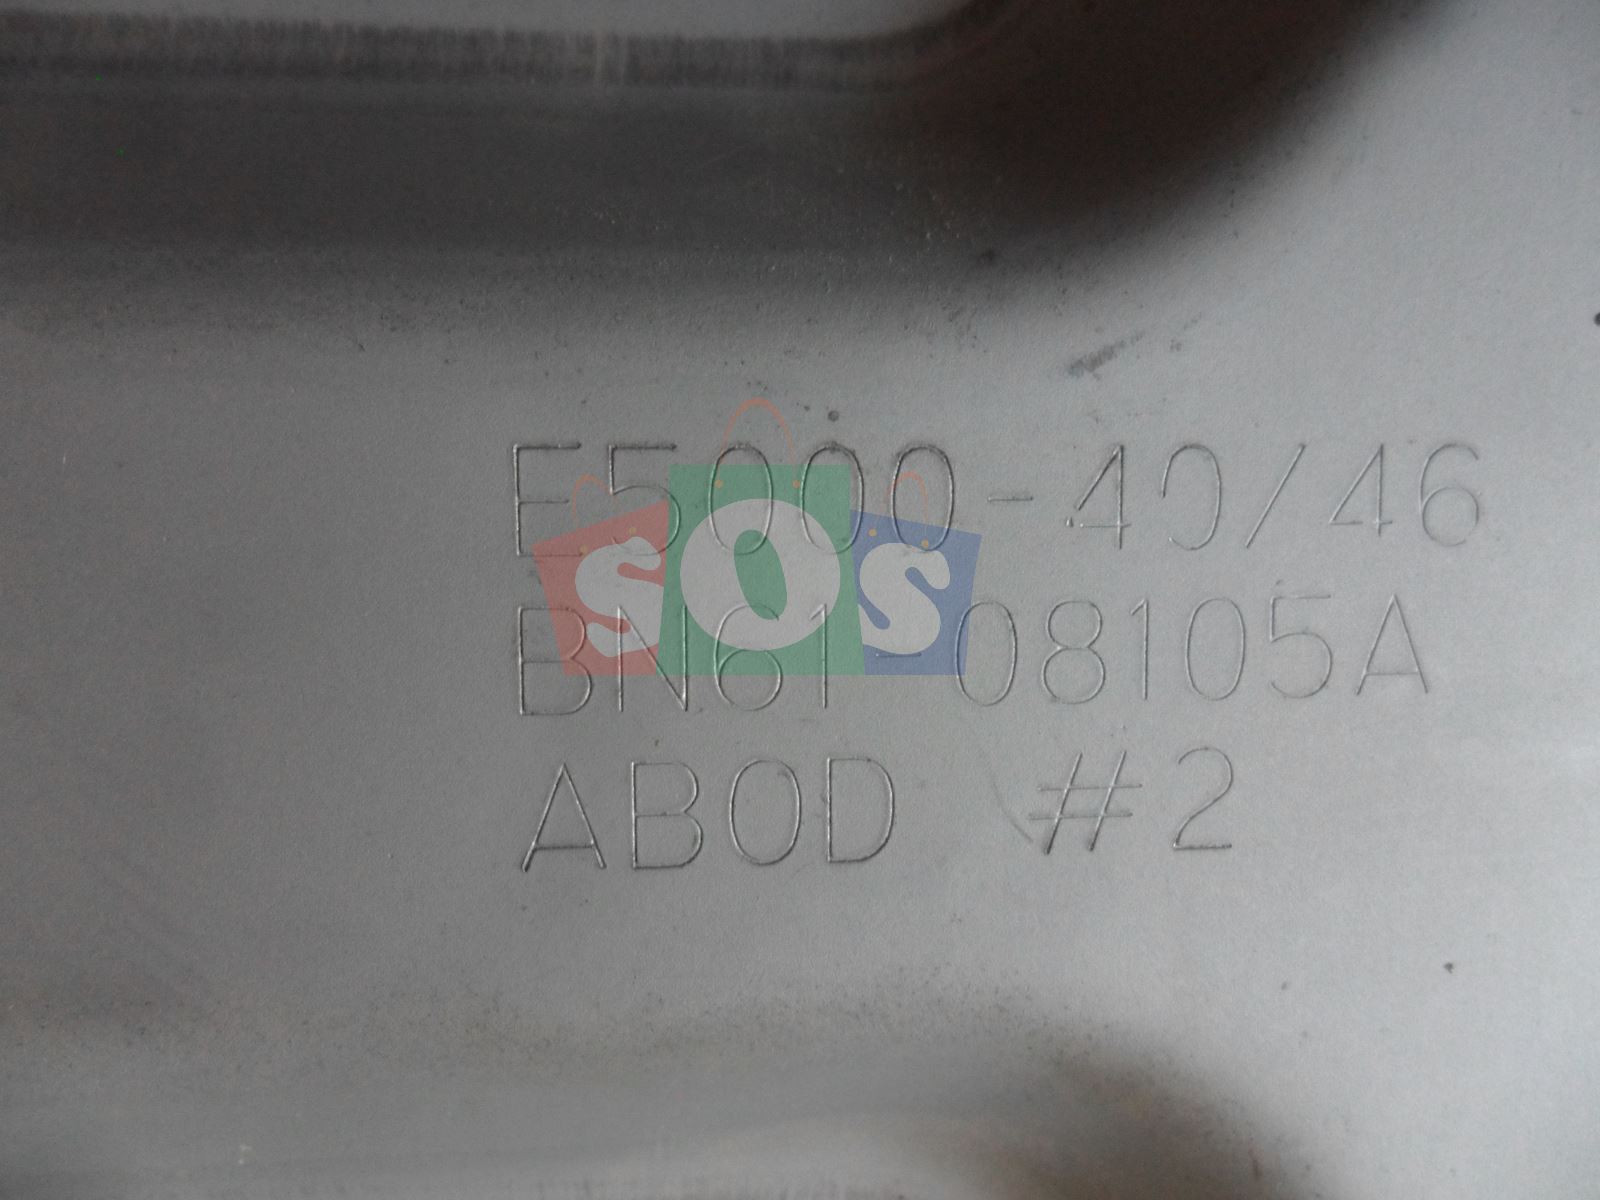 E5000-40/46
SOS
BN61-08105A
ABOD #2